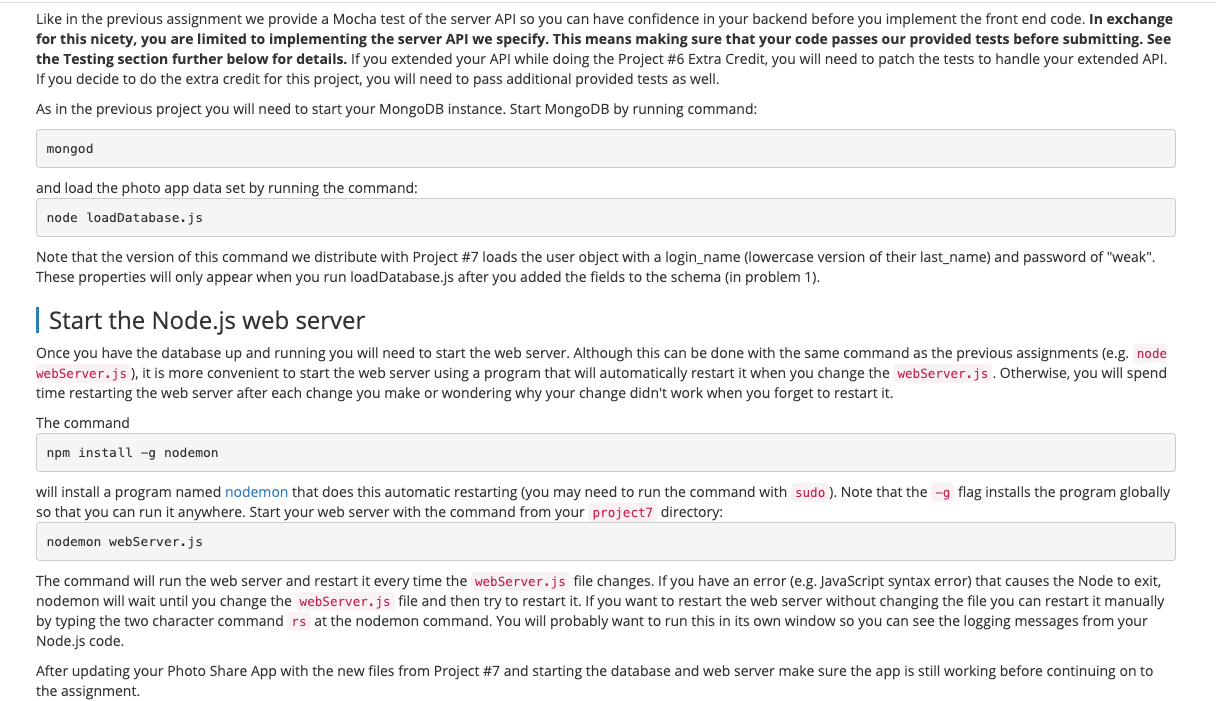 Like in the previous assignment we provide a Mocha test of the server API so you can have confidence in your backend before you implement the front end code. In exchange
for this nicety, you are limited to implementing the server API we specify. This means making sure that your code passes our provided tests before submitting. See
the Testing section further below for details. If you extended your API while doing the Project #6 Extra Credit, you will need to patch the tests to handle your extended API.
If you decide to do the extra credit for this project, you will need to pass additional provided tests as well.
As in the previous project you will need to start your MongoDB instance. Start MongoDB by running command:
mongod
and load the photo app data set by running the command:
node loadDatabase.js
Note that the version of this command we distribute with Project #7 loads the user object with a login_name (lowercase version of their last_name) and password of "weak".
These properties will only appear when you run loadDatabase.js after you added the fields to the schema (in problem 1).
Start the Node.js web server
Once you have the database up and running you will need to start the web server. Although this can be done with the same command as the previous assignments (e.g. node
webServer.js), it is more convenient to start the web server using a program that will automatically restart it when you change the webServer.js. Otherwise, you will spend
time restarting the web server after each change you make or wondering why your change didn't work when you forget to restart it.
The command
npm install -g nodemon
will install a program named nodemon that does this automatic restarting (you may need to run the command with sudo). Note that the -g flag installs the program globally
so that you can run it anywhere. Start your web server with the command from your project7 directory:
nodemon webServer.js
The command will run the web server and restart it every time the webServer.js file changes. If you have an error (e.g. JavaScript syntax error) that causes the Node to exit,
nodemon will wait until you change the webServer.js file and then try to restart it. If you want to restart the web server without changing the file you can restart it manually
by typing the two character command rs at the nodemon command. You will probably want to run this in its own window so you can see the logging messages from your
Node.js code.
After updating your Photo Share App with the new files from Project #7 and starting the database and web server make sure the app is still working before continuing on to
the assignment.